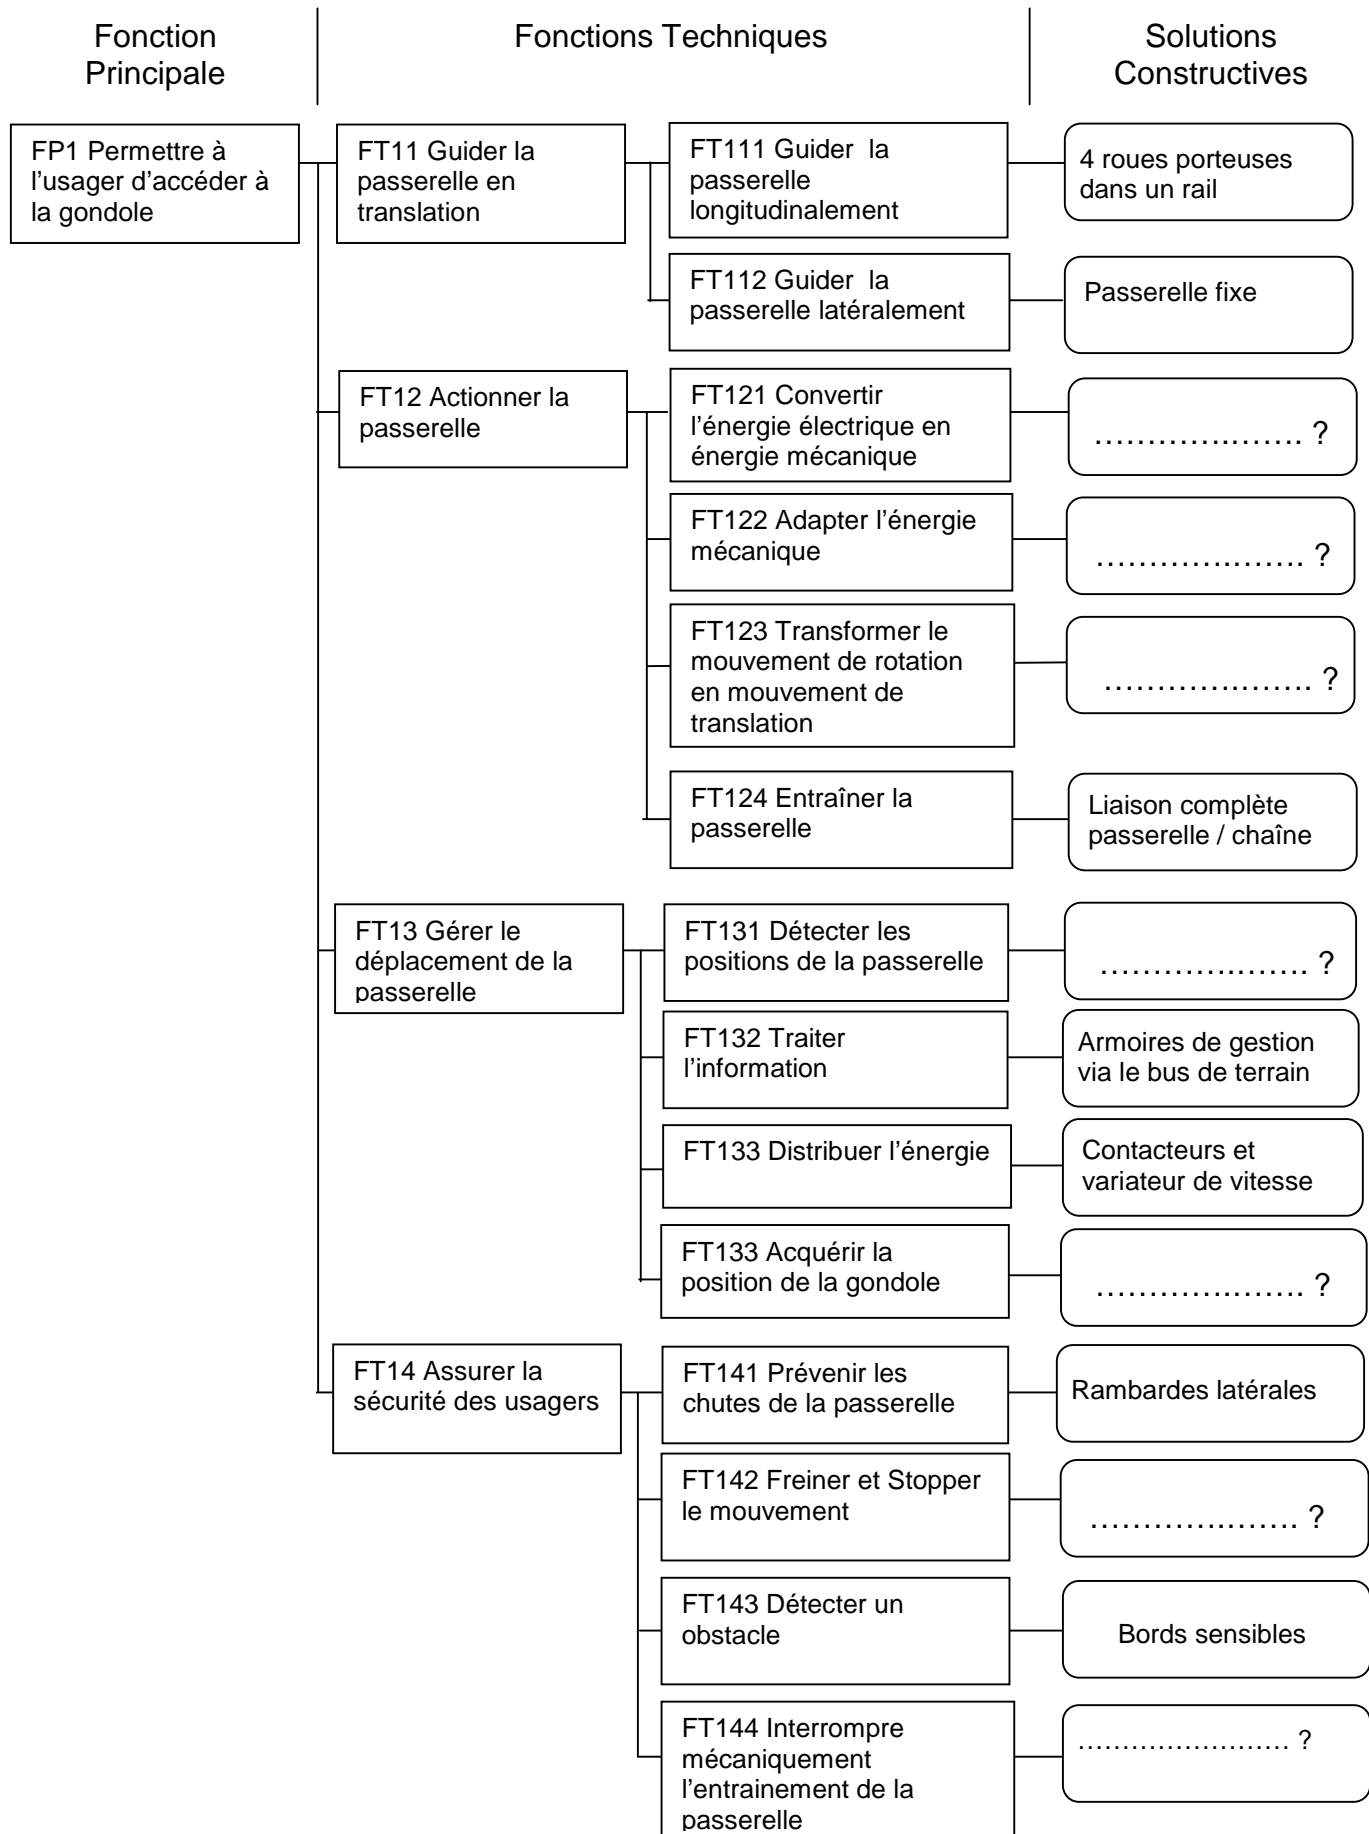 Fonction
Principale
Fonctions Techniques
Solutions
Constructives
FP1 Permettre à
l’usager d’accéder à
la gondole
FT11 Guider la
passerelle en
translation
FT111 Guider  la
passerelle
longitudinalement
4 roues porteuses
dans un rail
FT112 Guider  la
passerelle latéralement
Passerelle fixe
FT12 Actionner la
passerelle
FT121 Convertir
l’énergie électrique en
énergie mécanique
………………… ?
FT122 Adapter l’énergie
mécanique
………………… ?
FT123 Transformer le
mouvement de rotation
en mouvement de
translation
………………… ?
FT124 Entraîner la
passerelle
Liaison complète
passerelle / chaîne
FT13 Gérer le
déplacement de la
passerelle
FT131 Détecter les
positions de la passerelle
………………… ?
FT132 Traiter
l’information
Armoires de gestion
via le bus de terrain
FT133 Distribuer l’énergie
Contacteurs et
variateur de vitesse
FT133 Acquérir la
position de la gondole
………………… ?
FT14 Assurer la
sécurité des usagers
FT141 Prévenir les
chutes de la passerelle
Rambardes latérales
FT142 Freiner et Stopper
le mouvement
………………… ?
FT143 Détecter un
obstacle
Bords sensibles
FT144 Interrompre
mécaniquement
l’entrainement de la
passerelle
…………………… ?